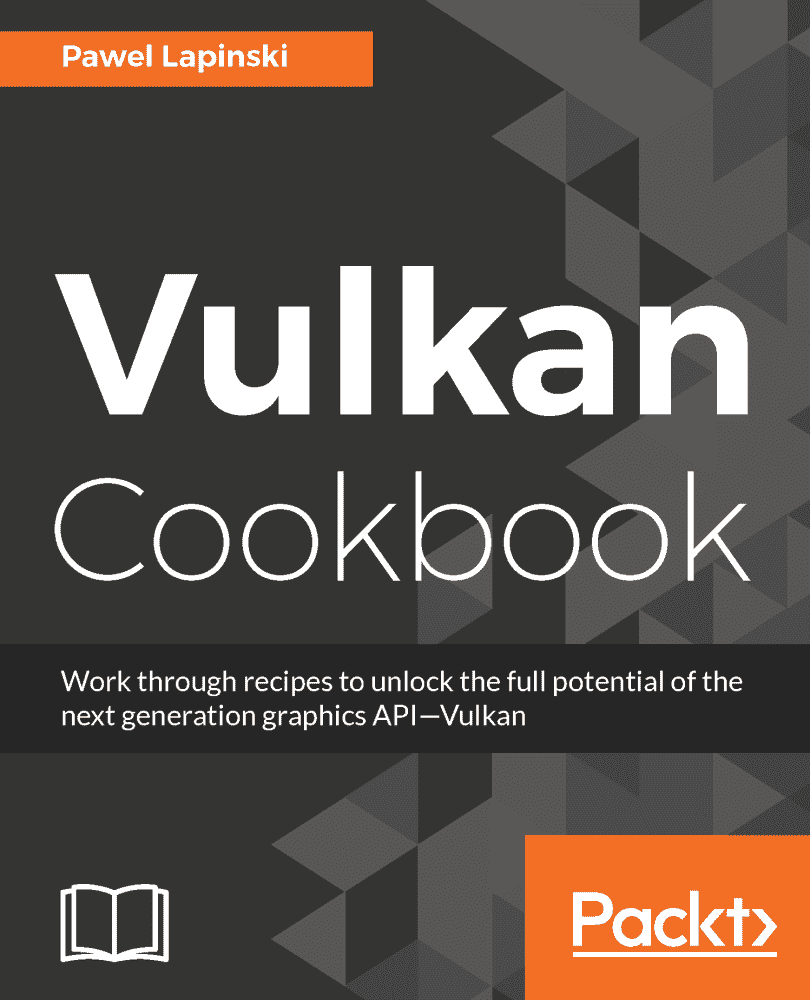 Pawel Lapinski
Vulkan
Cookbook
Work through recipes to unlock the full potential of the
next generation graphics API—Vulkan
Packt>